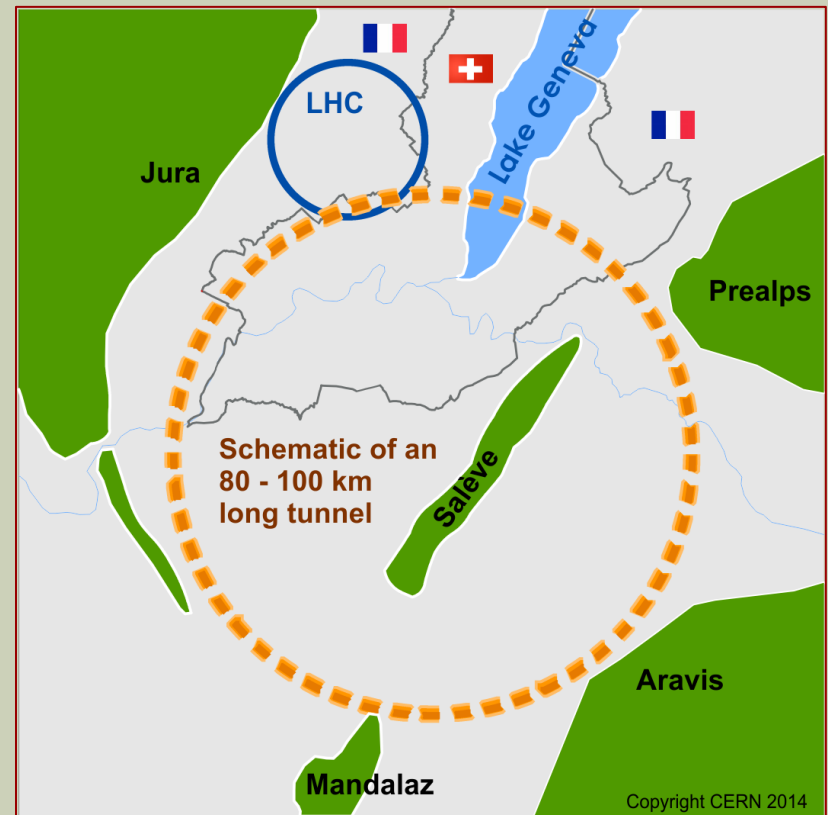 LHC
Lake Geneva
Jura
Prealps
Schematic of an
80 - 100 km
long tunnel
Salève
Aravis
Mandalaz
Copyright CERN 2014